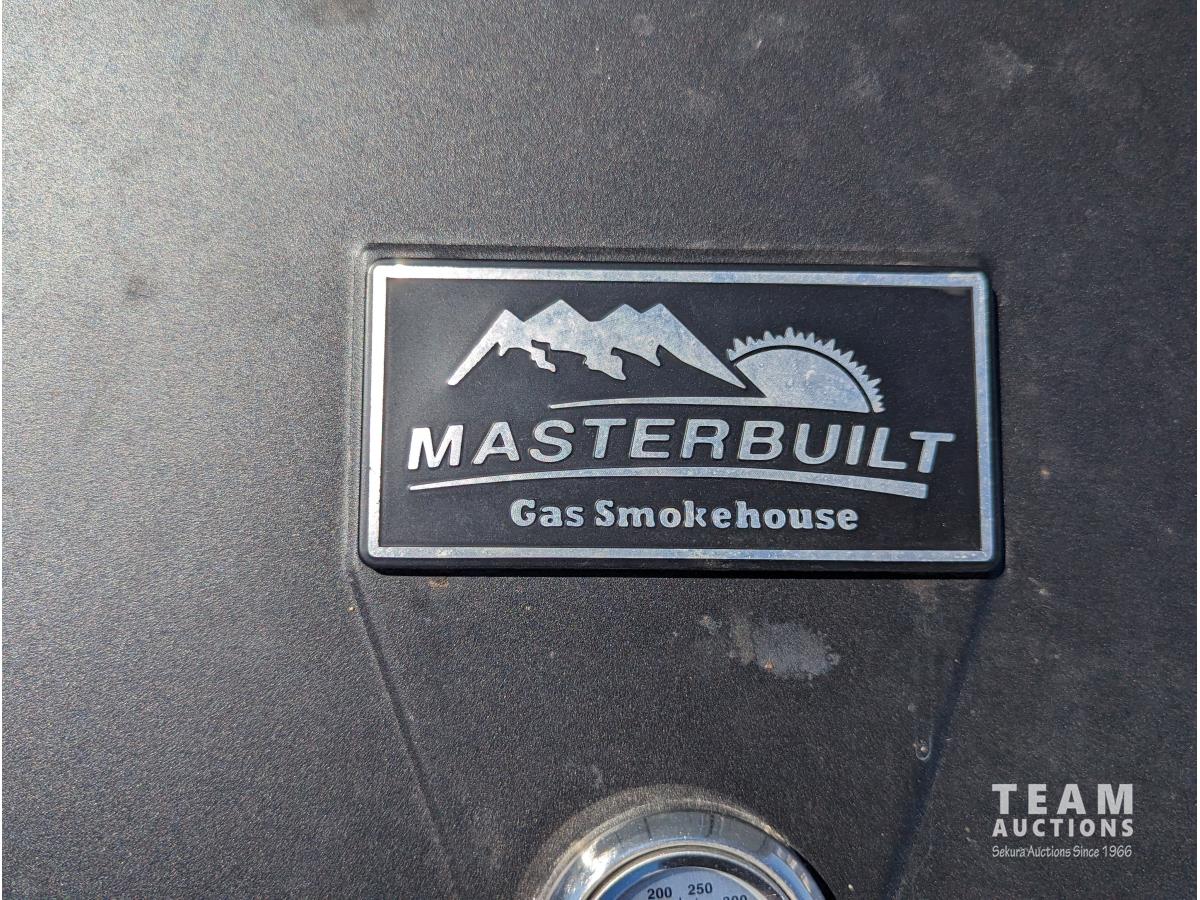 MASTERBUILT
Gas Smokehouse
200 250
TEAM
AUCTIONS
Sekura Auctions Since 1966